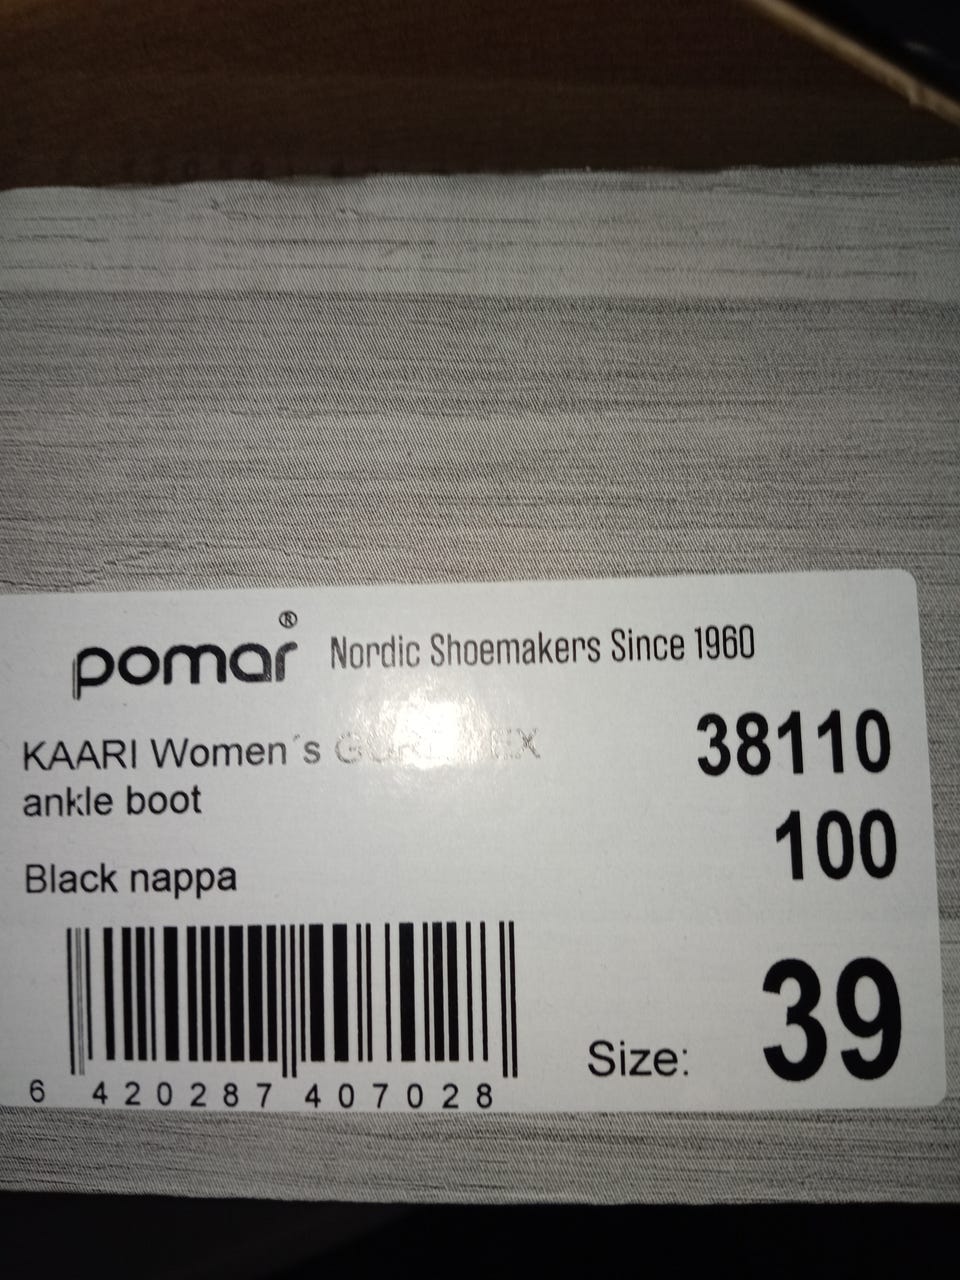 pomar® Nordic Shoemakers Since 1960
KAARI Women´s
ankle boot
38110
100
Black nappa
6 420287 407028
Size: 39